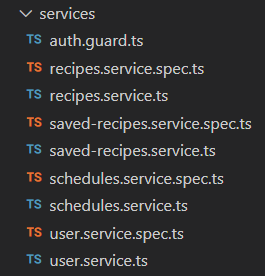 services
TS auth.guard.ts
TS recipes.service.spec.ts
TS recipes.service.ts
TS saved-recipes.service.spec.ts
TS saved-recipes.service.ts
TS schedules.service.spec.ts
TS schedules.service.ts
TS user.service.spec.ts
TS user.service.ts